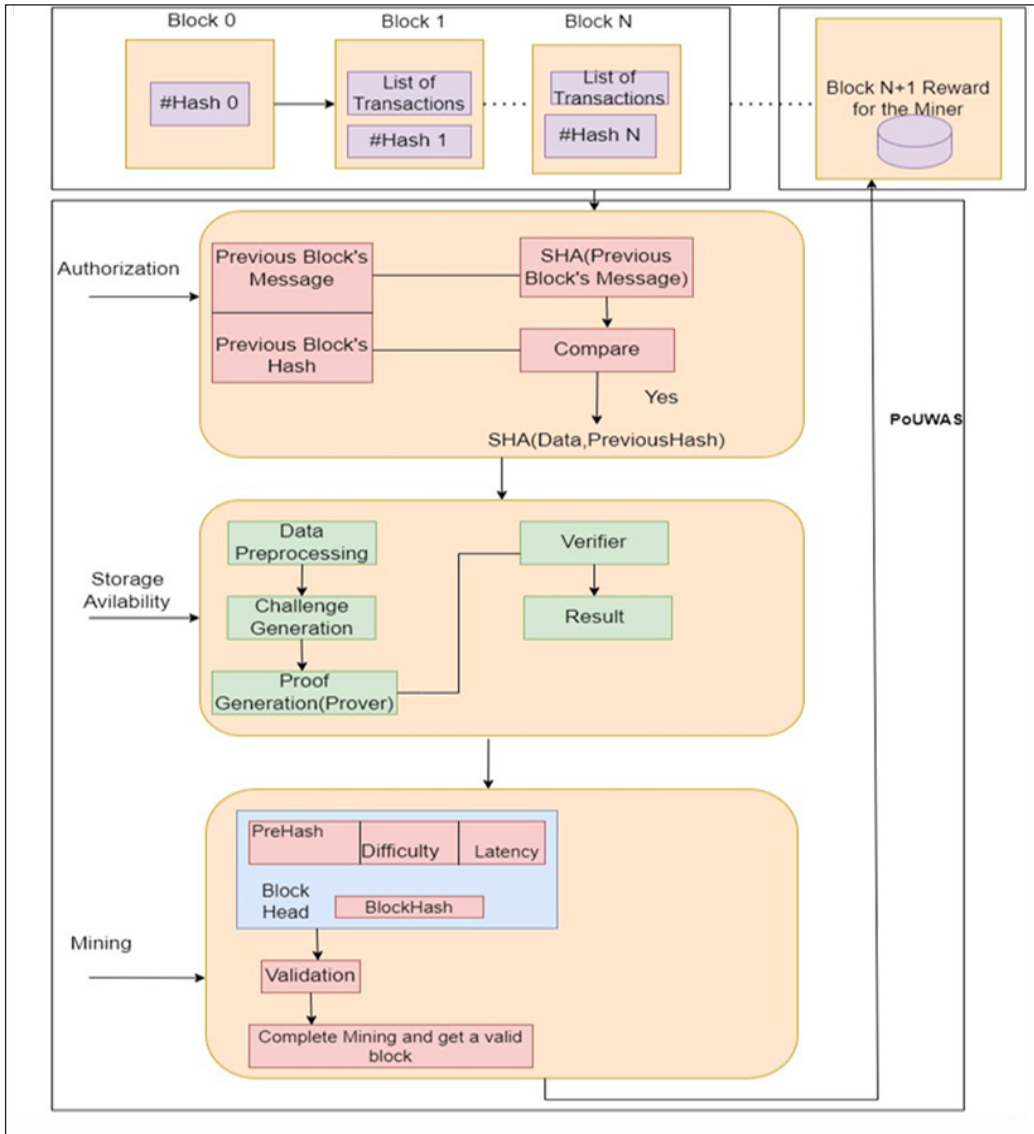 Block 0
Block 1
Block N
#Hash 0
List of
Transactions
#Hash 1
List of
Transactions
#Hash N
Block N+1 Reward
for the Miner
Authorization
Previous Block's
Message
Previous Block's
Hash
SHA(Previous
Block's Message)
Compare
Yes
SHA(Data,PreviousHash)
PoUWAS
Storage
Avilability
Data
Preprocessing
Challenge
Generation
Proof
Generation(Prover)
Verifier
Result
Mining
PreHash
Difficulty
Latency
Block
Head
BlockHash
Validation
Complete Mining and get a valid
block